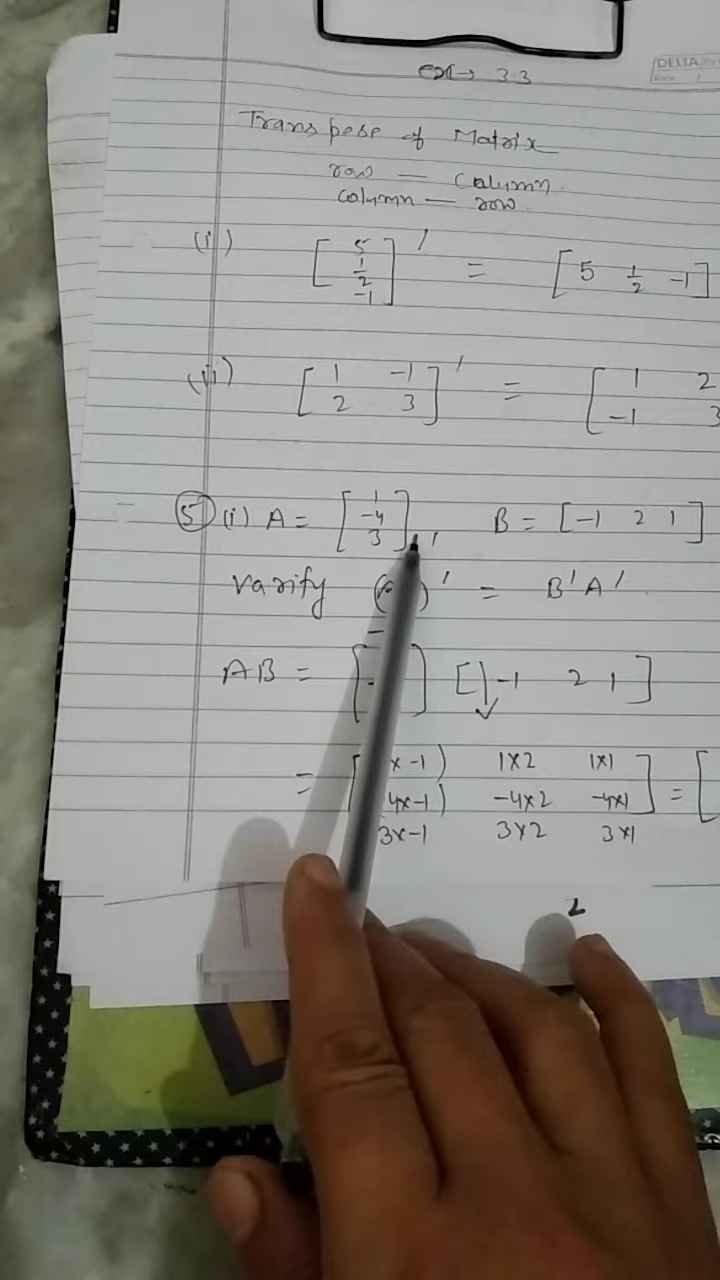 DELTA
Ex → 3.3
Transpose of Matrix
row — Column.
Column — row
(i) [ 5 1/2 -1 ]' = [ 5 1/2 -1 ]
(ii) [ 1 -1 2 3 ]' = [ 1 2 -1 3
(5) (i) A = [ 1 -4 3 ] , B = [ -1 2 1 ]
Varify ( )' = B'A'.
AB = [ ] [ -1 2 1 ]
= [ x-1) 1x2 1x1 ] = [
4x-1) -4x2 -4x1
3x-1 3x2 3x1
2